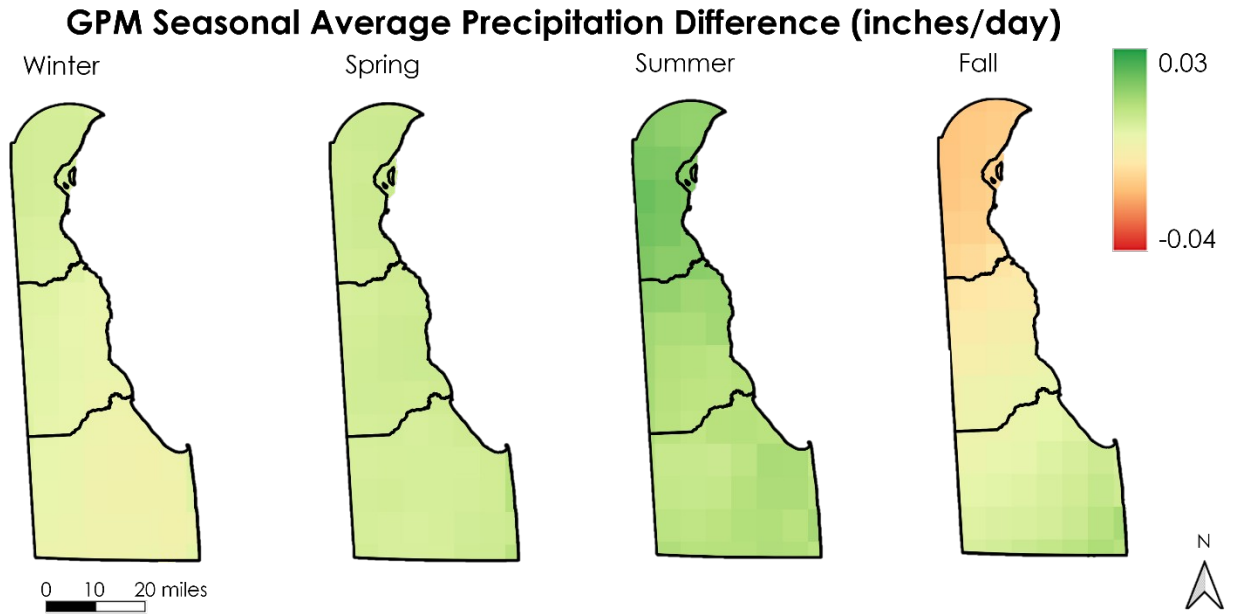 GPM Seasonal Average Precipitation Difference (inches/day)
Winter
Spring
Summer
Fall
0.03
-0.04
N
0 10 20 miles